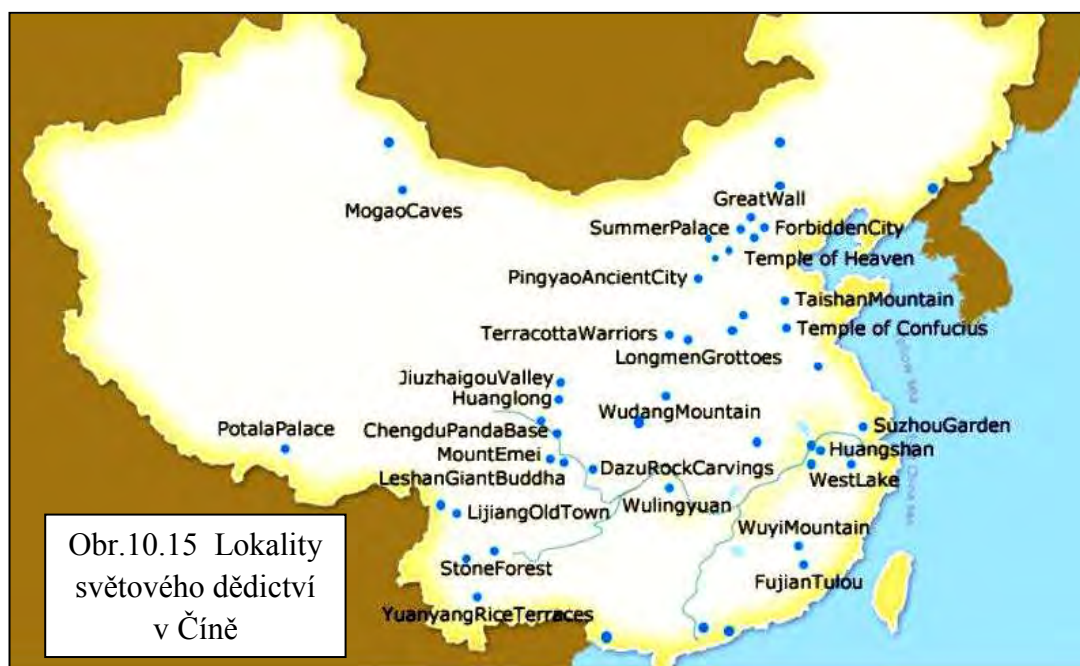 MogaoCaves
GreatWall
SummerPalace
ForbiddenCity
Temple of Heaven
PingyaoAncientCity
TaishanMountain
TerracottaWarriors
Temple of Confucius
LongmenGrottoes
JiuzhaigouValley
Huanglong
WudangMountain
PotalaPalace
ChengduPandaBase
SuzhouGarden
Huangshan
MountEmei
DazuRockCarvings
LeshanGiantBuddha
WestLake
Wulingyuan
LijiangOldTown
WuyiMountain
StoneForest
FujianTulou
YuanyangRiceTerraces
Obr.10.15 Lokality
světového dědictví
v Číně